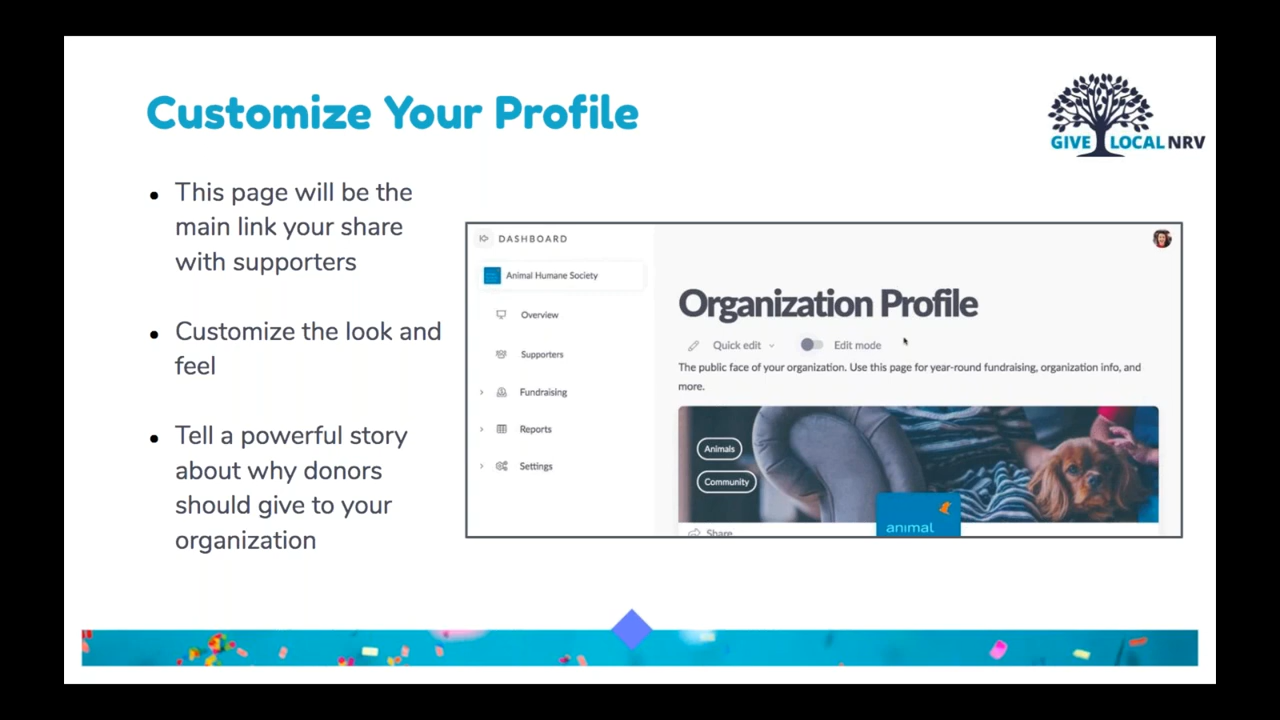 Customize Your Profile
GIVE LOCAL NRV
• This page will be the
main link your share
with supporters
• Customize the look and
feel
• Tell a powerful story
about why donors
should give to your
organization
DASHBOARD
Animal Humane Society
Overview
Supporters
Fundraising
Reports
Settings
Organization Profile
Quick edit
Edit mode
The public face of your organization. Use this page for year-round fundraising, organization info, and
more.
Animals
Community
animal
Share